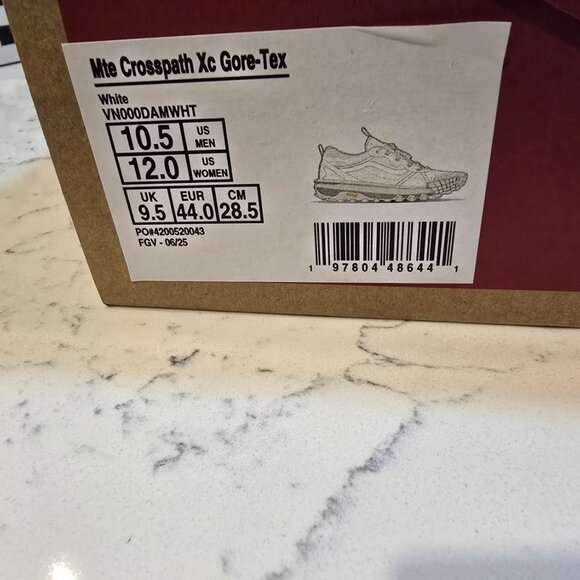 Mte Crosspath Xc Gore-Tex
White
VN000DAMWHT
10.5 US MEN
12.0 US WOMEN
UK 9.5 EUR 44.0 CM 28.5
PO#4200520043
FGV - 06/25
1 97804 48644 1